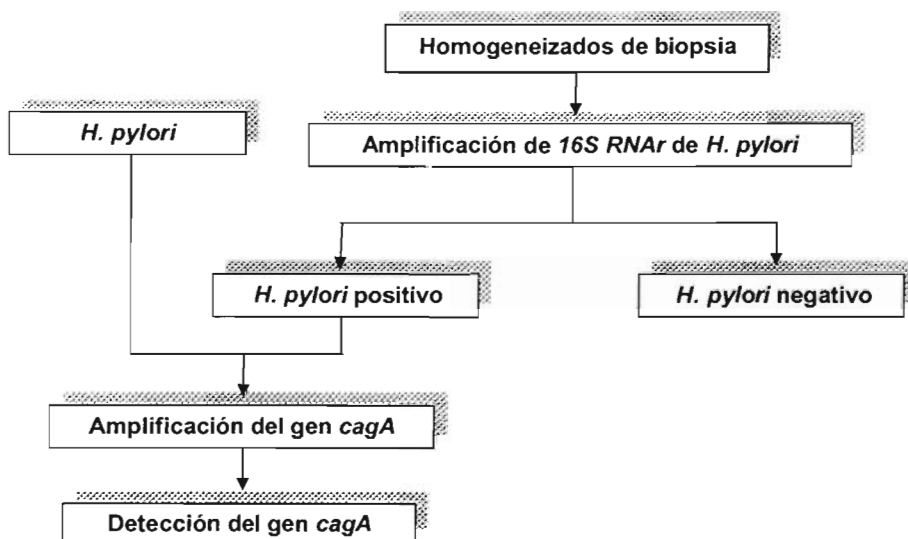 Homogeneizados de biopsia
H. pylori
Amplificación de 16S RNAr de H. pylori
H. pylori positivo
H. pylori negativo
Amplificación del gen cagA
Detección del gen cagA